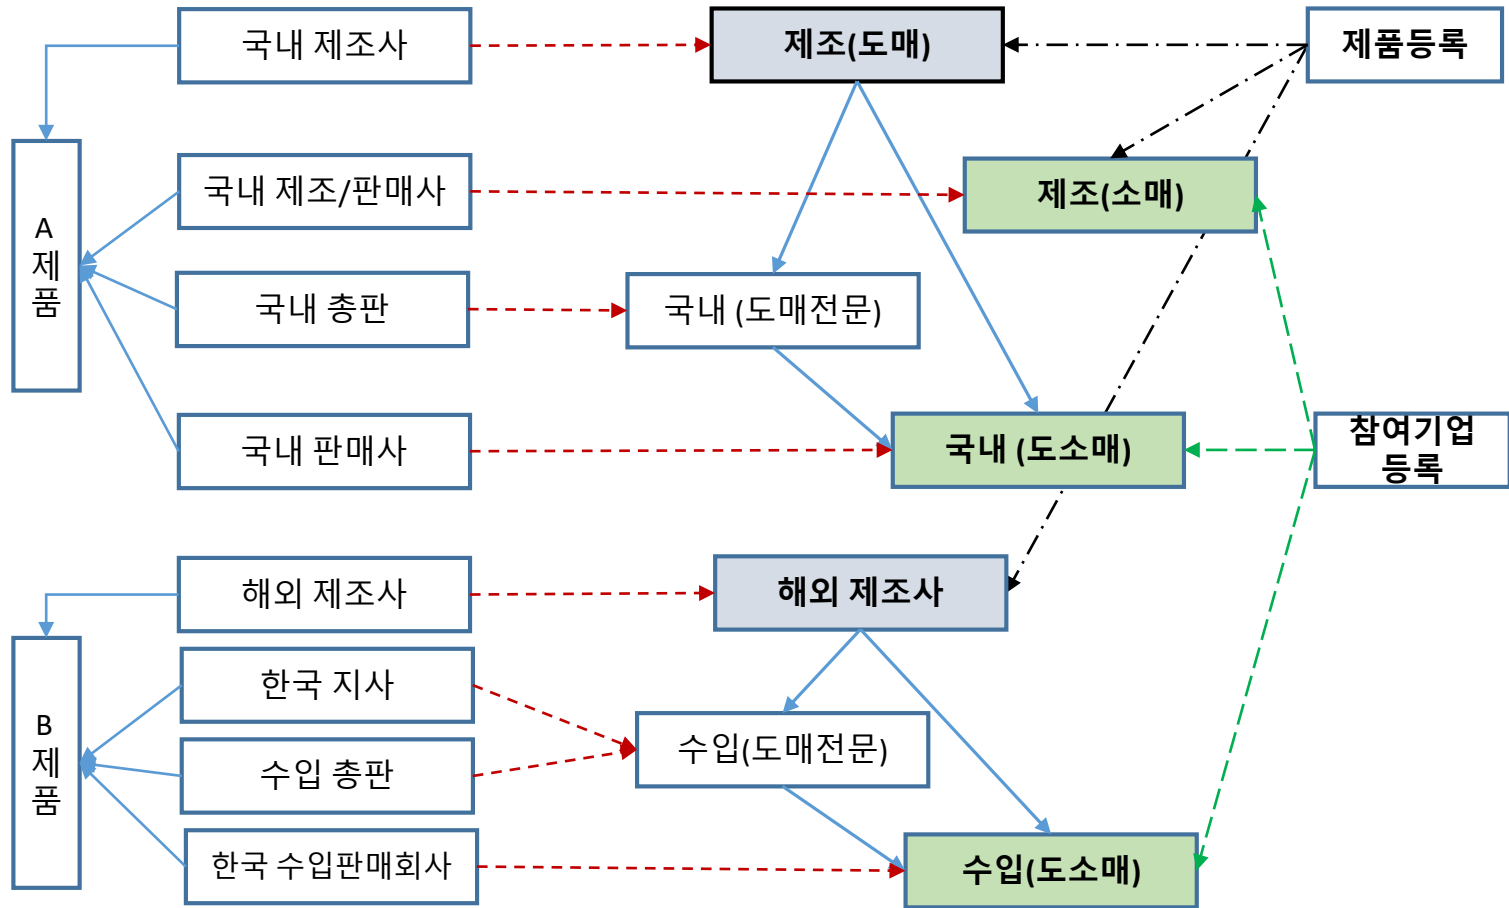 국내 제조사
제조(도매)
제품등록
국내 제조/판매사
제조(소매)
A
제
품
국내 총판
국내 (도매전문)
국내 판매사
국내 (도소매)
참여기업
등록
해외 제조사
해외 제조사
한국 지사
B
제
품
수입(도매전문)
수입 총판
한국 수입판매회사
수입(도소매)